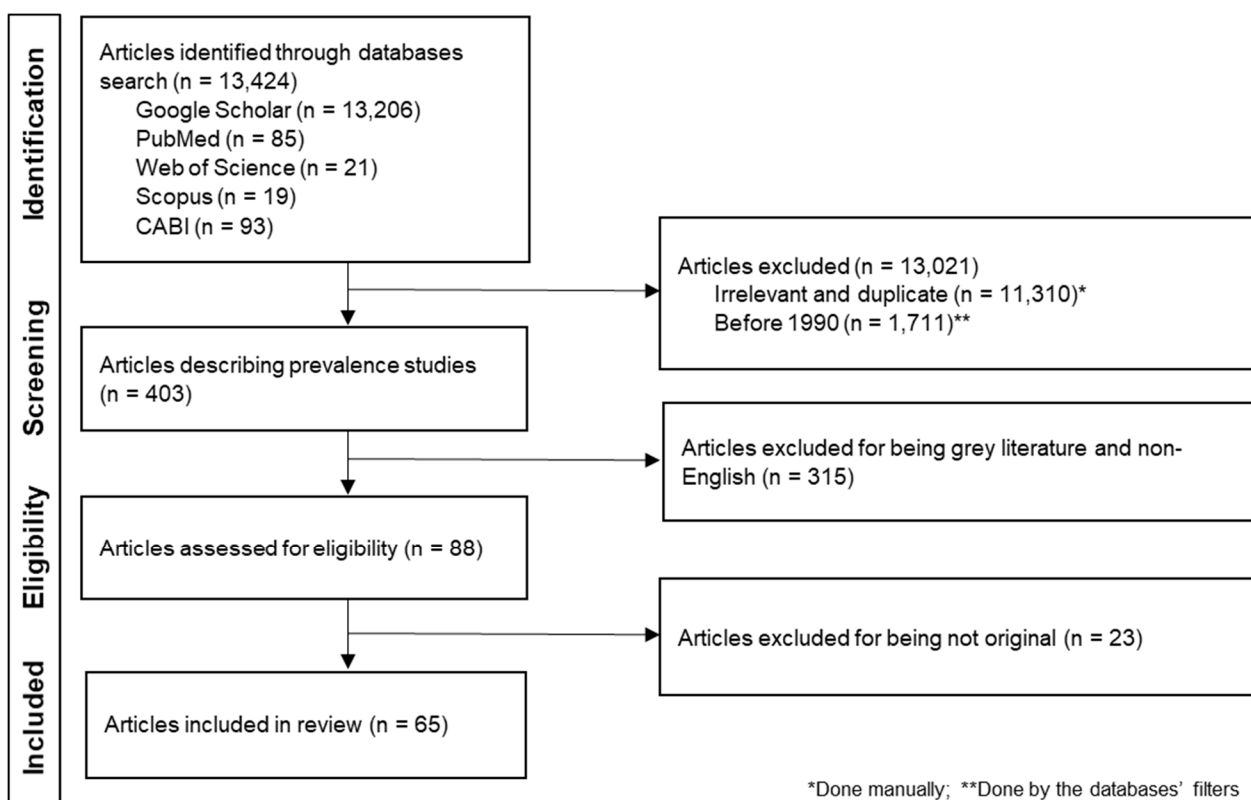 Identification
Articles identified through databases
search (n = 13,424)
Google Scholar (n = 13,206)
PubMed (n = 85)
Web of Science (n = 21)
Scopus (n = 19)
CABI (n = 93)
Articles excluded (n = 13,021)
Irrelevant and duplicate (n = 11,310)*
Before 1990 (n = 1,711)**
Screening
Articles describing prevalence studies
(n = 403)
Articles excluded for being grey literature and non-
English (n = 315)
Eligibility
Articles assessed for eligibility (n = 88)
Articles excluded for being not original (n = 23)
Included
Articles included in review (n = 65)
*Done manually; **Done by the databases’ filters